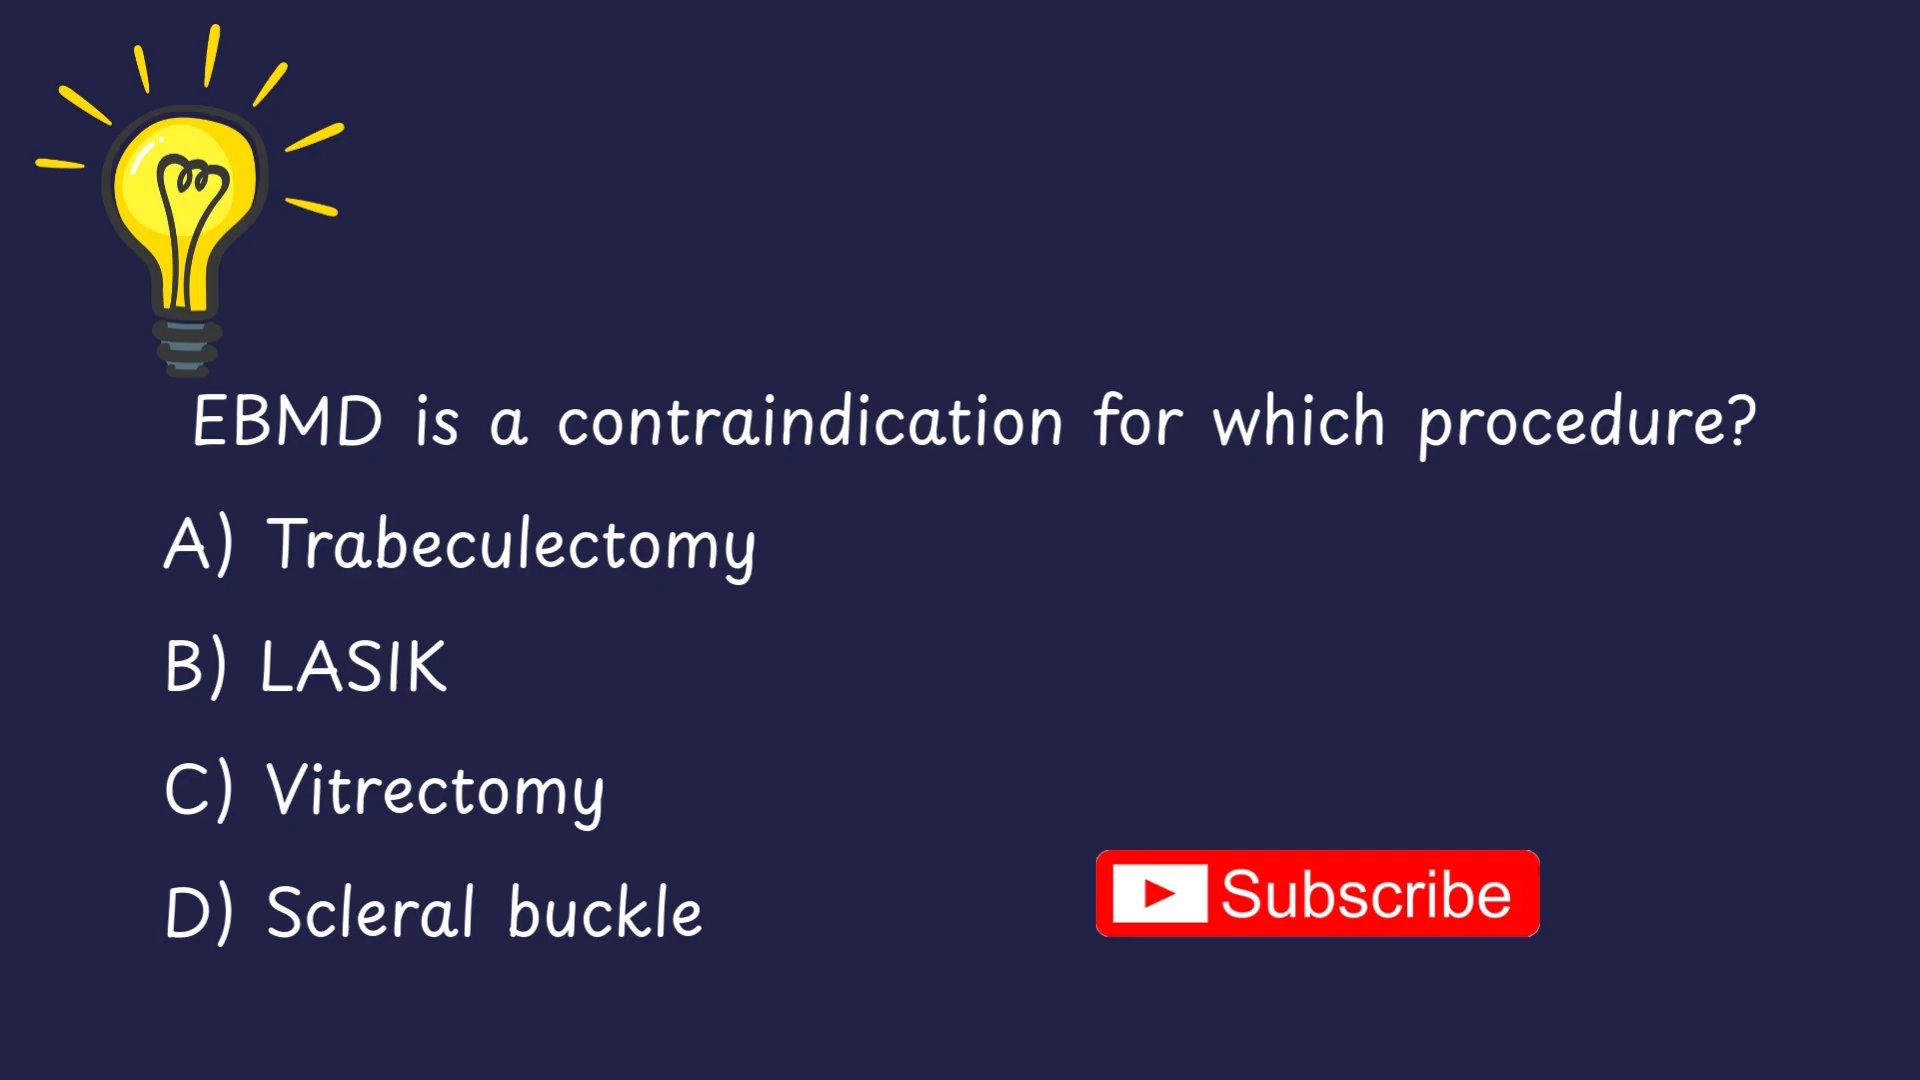 EBMD is a contraindication for which procedure?
A) Trabeculectomy
B) LASIK
C) Vitrectomy
D) Scleral buckle
Subscribe